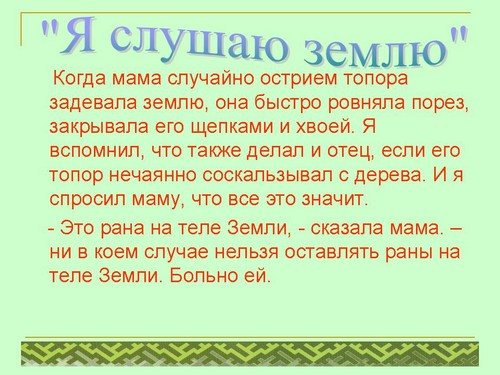 "Я слушаю землю"
Когда мама случайно острием топора
задевала землю, она быстро ровняла порез,
закрывала его щепками и хвоей. Я
вспомнил, что также делал и отец, если его
топор нечаянно соскальзывал с дерева. И я
спросил маму, что все это значит.
- Это рана на теле Земли, - сказала мама. –
ни в коем случае нельзя оставлять раны на
теле Земли. Больно ей.